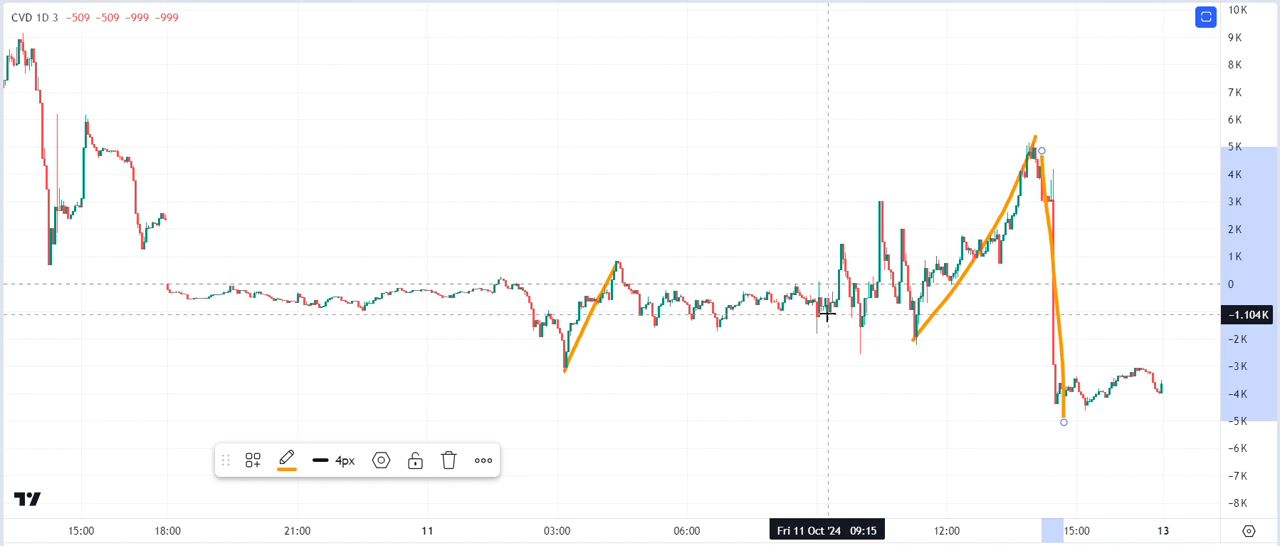 CVD 1D 3 −509 −509 −999 −999
10K
9K
8K
7K
6K
5K
4K
3K
2K
1K
0
−1.104K
−2K
−3K
−4K
−5K
−6K
−7K
−8K
4px
15:00 18:00 21:00 11 03:00 06:00 Fri 11 Oct '24 09:15 12:00 15:00 13